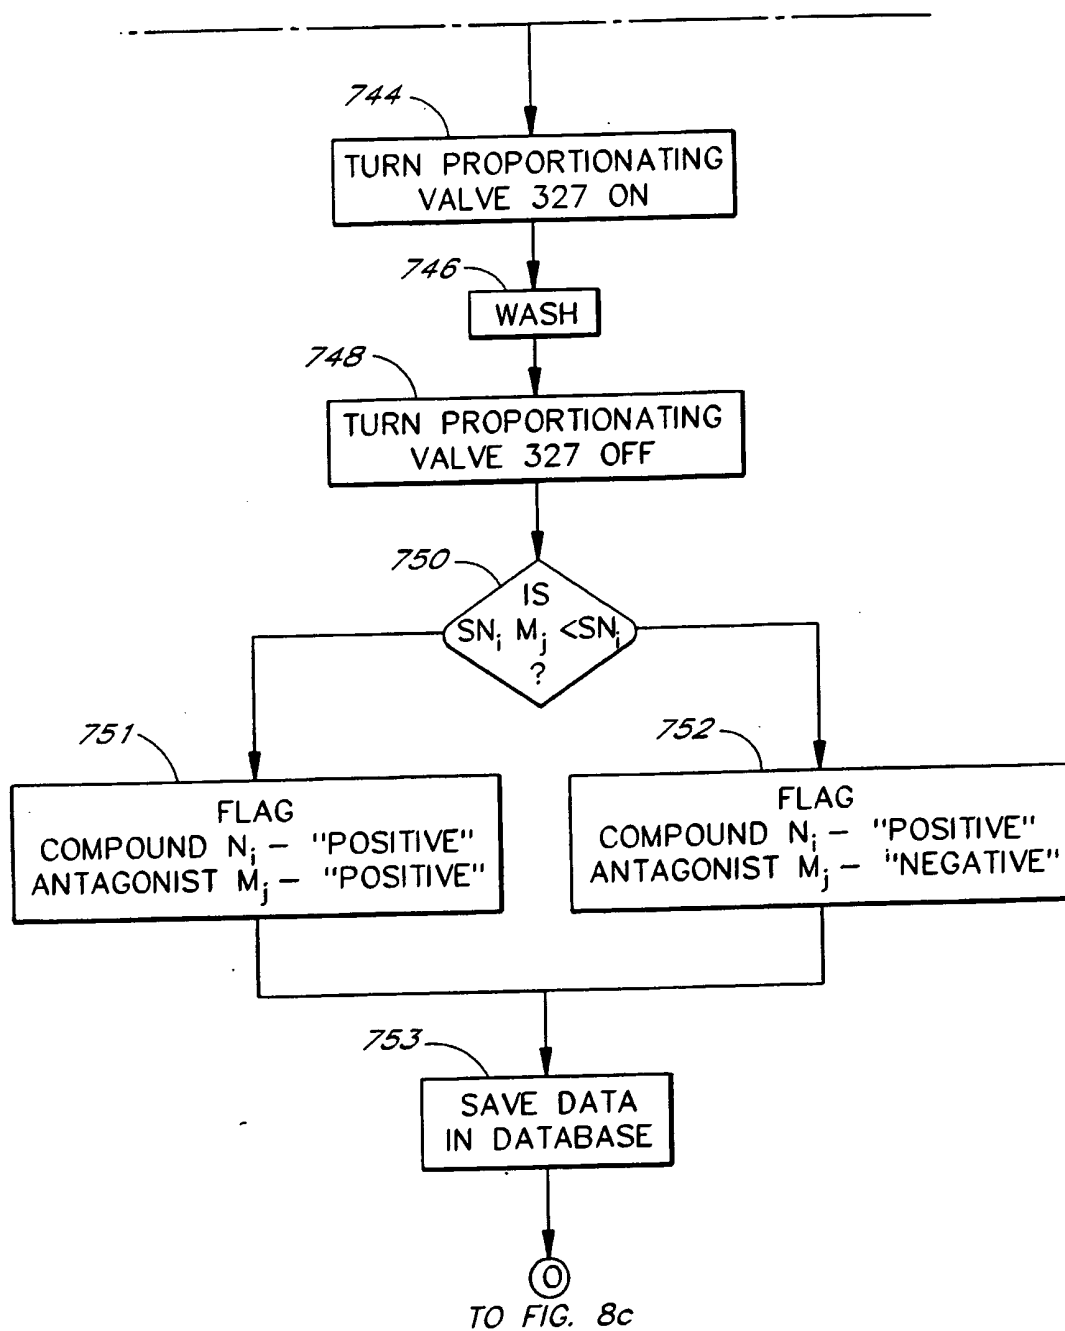 744
TURN PROPORTIONATING
VALVE 327 ON
746
WASH
748
TURN PROPORTIONATING
VALVE 327 OFF
750
IS
SNi Mj <SNi
?
751
FLAG
COMPOUND Ni – "POSITIVE"
ANTAGONIST Mj – "POSITIVE"
752
FLAG
COMPOUND Ni – "POSITIVE"
ANTAGONIST Mj – "NEGATIVE"
753
SAVE DATA
IN DATABASE
O
TO FIG. 8c